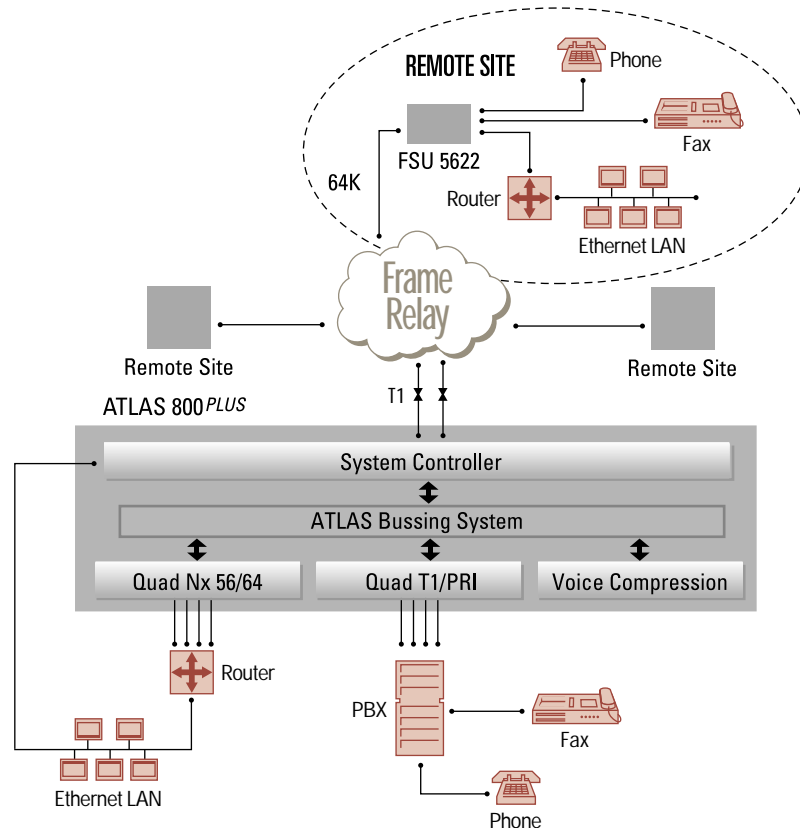 REMOTE SITE
Phone
Fax
FSU 5622
64K
Router
Ethernet LAN
Frame
Relay
Remote Site
Remote Site
T1
ATLAS 800 PLUS
System Controller
ATLAS Bussing System
Quad Nx 56/64
Quad T1/PRI
Voice Compression
Router
PBX
Fax
Ethernet LAN
Phone